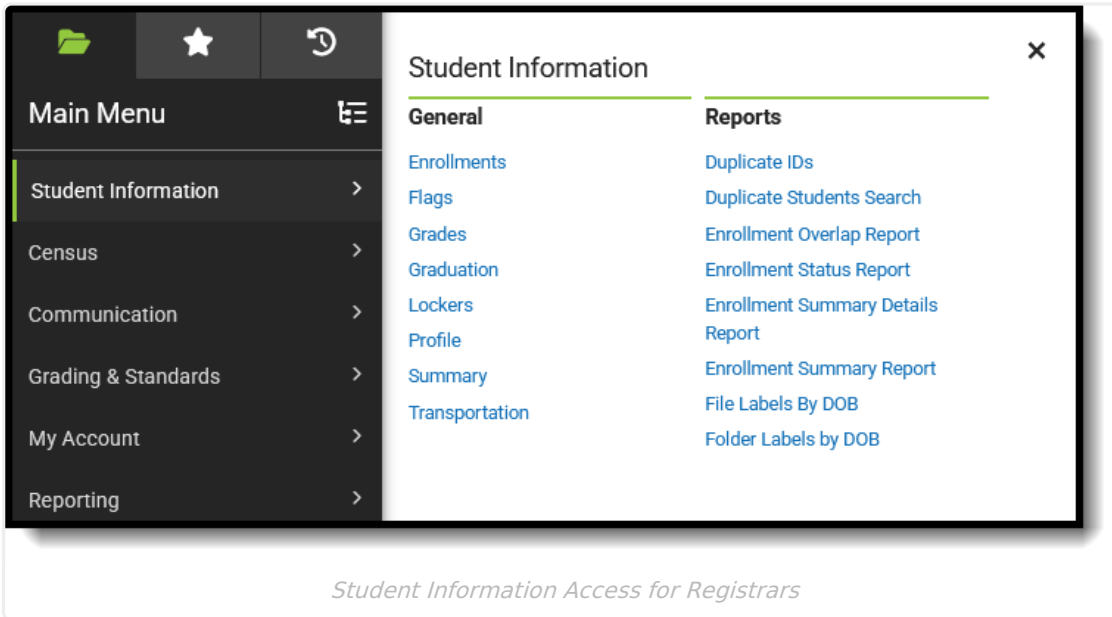 Main Menu
Student Information
Census
Communication
Grading & Standards
My Account
Reporting
Student Information
General
Enrollments
Flags
Grades
Graduation
Lockers
Profile
Summary
Transportation
Reports
Duplicate IDs
Duplicate Students Search
Enrollment Overlap Report
Enrollment Status Report
Enrollment Summary Details
Report
Enrollment Summary Report
File Labels By DOB
Folder Labels by DOB
Student Information Access for Registrars